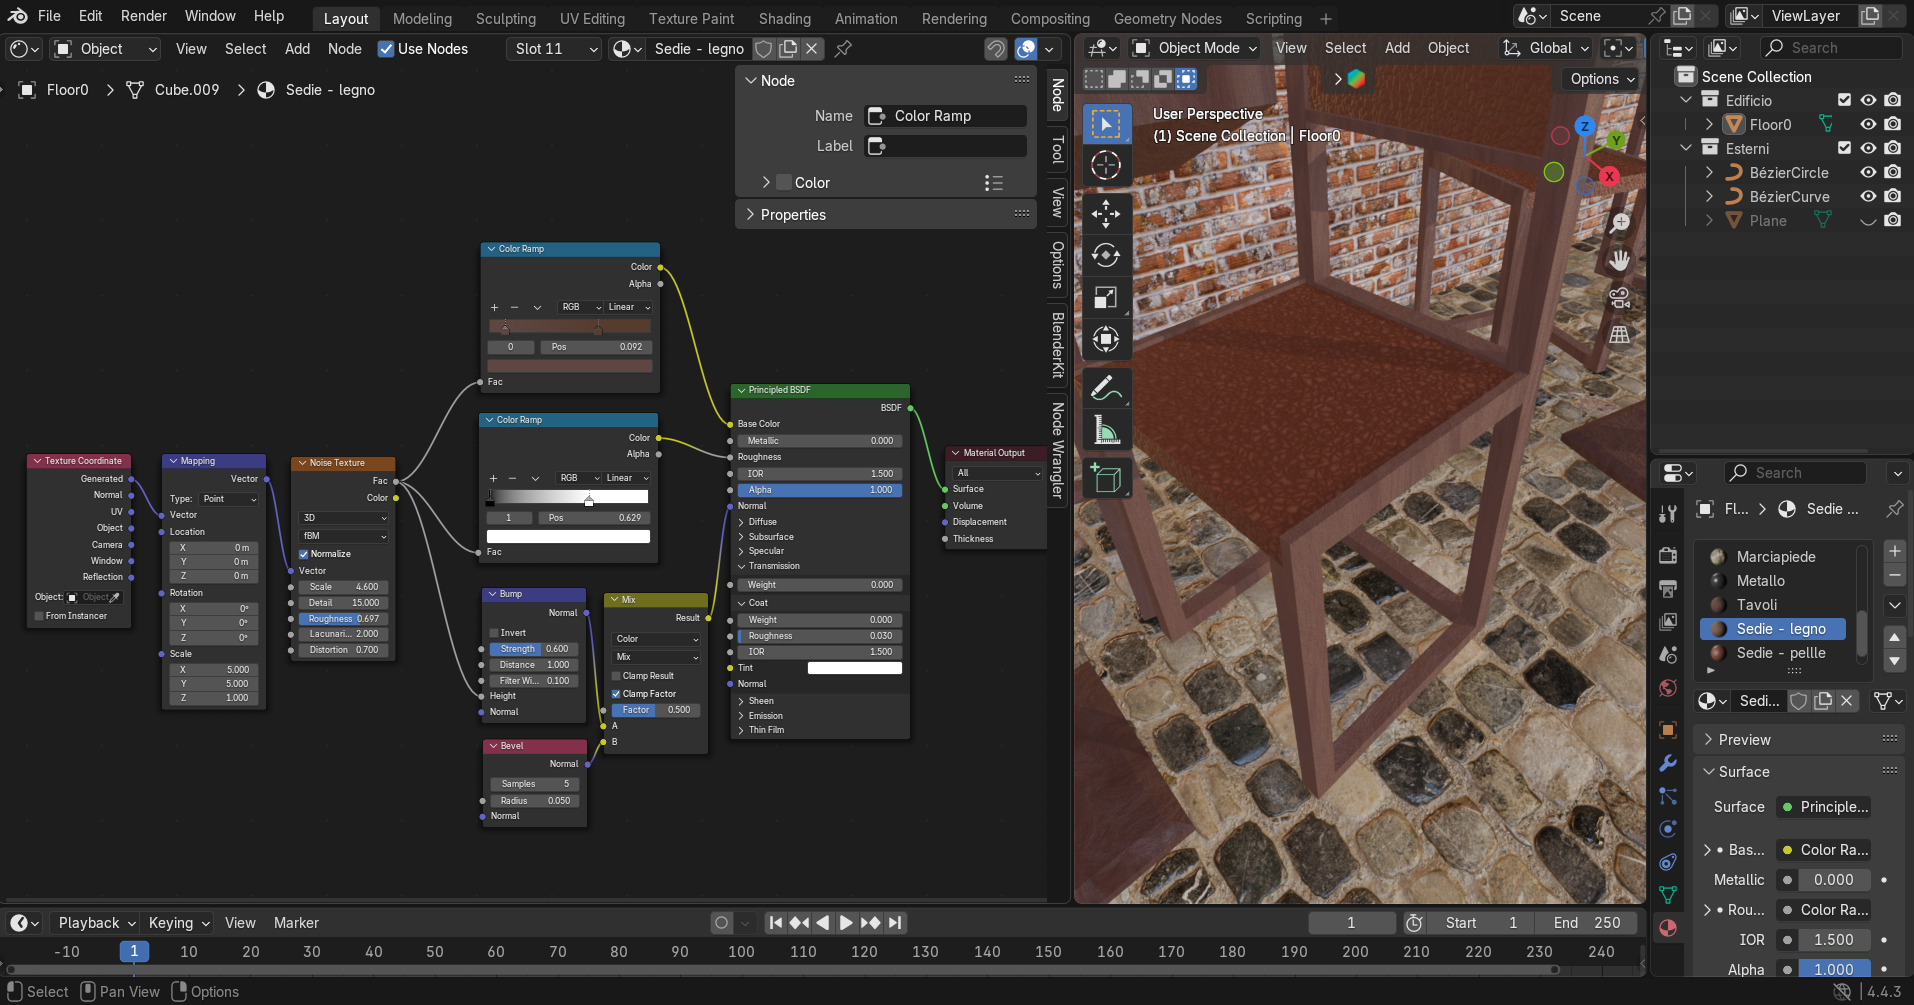 File Edit Render Window Help Layout Modeling Sculpting UV Editing Texture Paint Shading Animation Rendering Compositing Geometry Nodes Scripting + Scene ViewLayer
Object View Select Add Node Use Nodes Slot 11 Sedie - legno
Object Mode View Select Add Object Global
Search
Floor0 > Cube.009 > Sedie - legno
Node
Name Color Ramp
Label
Color
Properties
Node
Tool
View
Options
BlenderKit
Node Wrangler
Color Ramp
Color
Alpha
RGB Linear
0 Pos 0.092
Fac
Color Ramp
Color
Alpha
RGB Linear
1 Pos 0.629
Fac
Texture Coordinate
Generated
Normal
UV
Object
Camera
Window
Reflection
Object: Object
From Instancer
Mapping
Vector
Type: Point
Vector
Location
X 0 m
Y 0 m
Z 0 m
Rotation
X 0°
Y 0°
Z 0°
Scale
X 5.000
Y 5.000
Z 1.000
Noise Texture
Fac
Color
3D
fBM
Normalize
Vector
Scale 4.600
Detail 15.000
Roughness 0.697
Lacunari... 2.000
Distortion 0.700
Bump
Normal
Invert
Strength 0.600
Distance 1.000
Filter Wi... 0.100
Height
Normal
Bevel
Normal
Samples 5
Radius 0.050
Normal
Mix
Result
Color
Mix
Clamp Result
Clamp Factor
Factor 0.500
A
B
Principled BSDF
BSDF
Base Color
Metallic 0.000
Roughness
IOR 1.500
Alpha 1.000
Normal
Diffuse
Subsurface
Specular
Transmission
Weight 0.000
Coat
Weight 0.000
Roughness 0.030
IOR 1.500
Tint
Normal
Sheen
Emission
Thin Film
Material Output
All
Surface
Volume
Displacement
Thickness
Options
User Perspective
(1) Scene Collection | Floor0
Z
Y
X
Scene Collection
Edificio
Floor0
Esterni
BézierCircle
BézierCurve
Plane
Search
Fl... > Sedie ...
Marciapiede
Metallo
Tavoli
Sedie - legno
Sedie - pellle
Sedi...
Preview
Surface
Surface Principle...
Bas... Color Ra...
Metallic 0.000
Rou... Color Ra...
IOR 1.500
Alpha 1.000
Playback Keying View Marker 1 Start 1 End 250
-10 1 10 20 30 40 50 60 70 80 90 100 110 120 130 140 150 160 170 180 190 200 210 220 230 240
Select Pan View Options 4.4.3